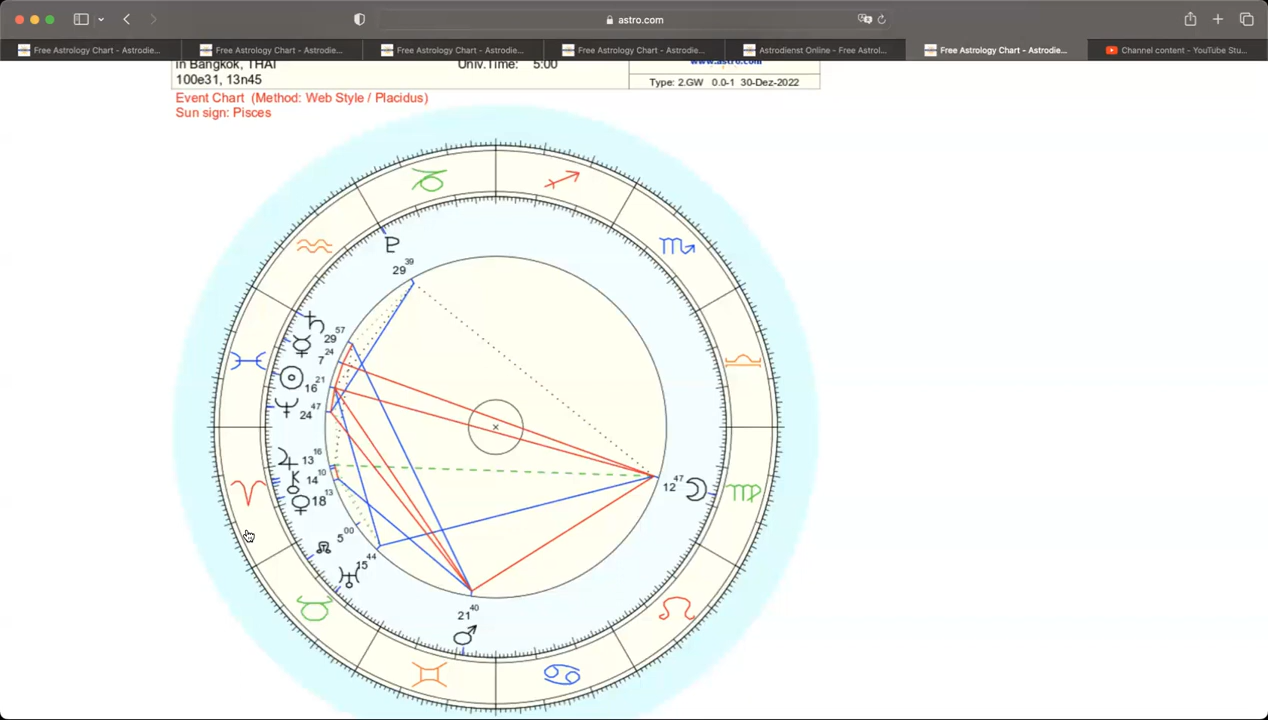 astro.com
Free Astrology Chart - Astrodie...
Free Astrology Chart - Astrodie...
Free Astrology Chart - Astrodie...
Free Astrology Chart - Astrodie...
Astrodienst Online - Free Astrol...
Free Astrology Chart - Astrodie...
Channel content - YouTube Stu...
in Bangkok, THAI
Univ.Time: 5:00
www.astro.com
100e31, 13n45
Type: 2.GW 0.0-1 30-Dez-2022
Event Chart (Method: Web Style / Placidus)
Sun sign: Pisces
♑ ♐
♒ ♏
♇
29 39
♄ 29 57
☿ 7 24
♓ ♎
☉ 16 21
♆ 24 47
♃ 13 16
⚷ 14 10
12 47 ☽
♈ ♍
♀ 18 13
☊ 5 00
♅ 15 44
♉ ♌
21 40
♂
♊ ♋